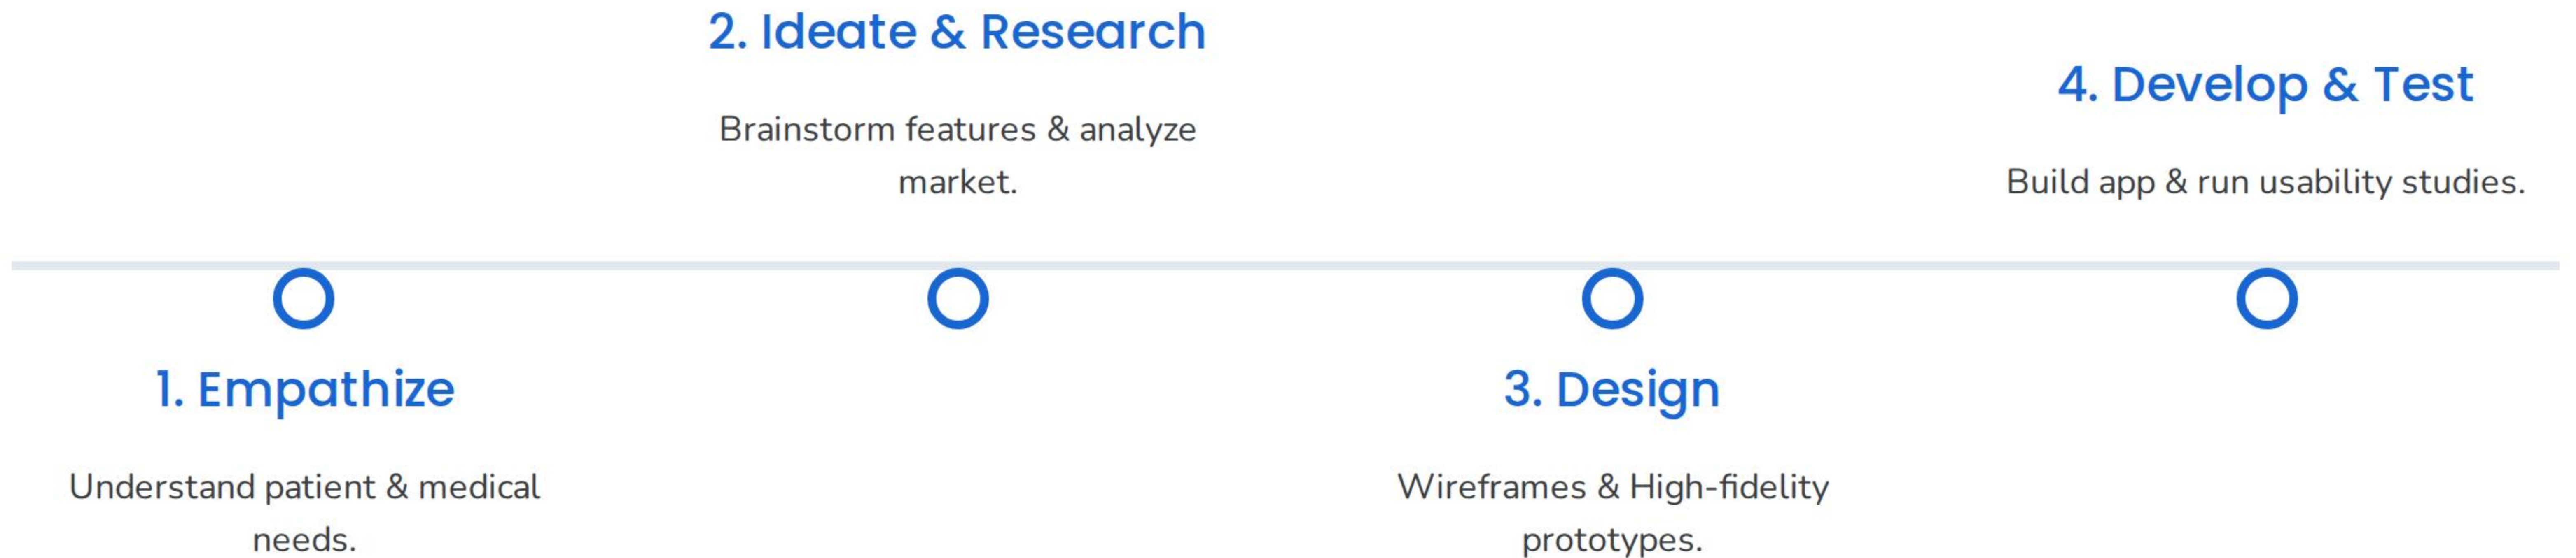 1. Empathize
Understand patient & medical
needs.
2. Ideate & Research
Brainstorm features & analyze
market.
3. Design
Wireframes & High-fidelity
prototypes.
4. Develop & Test
Build app & run usability studies.